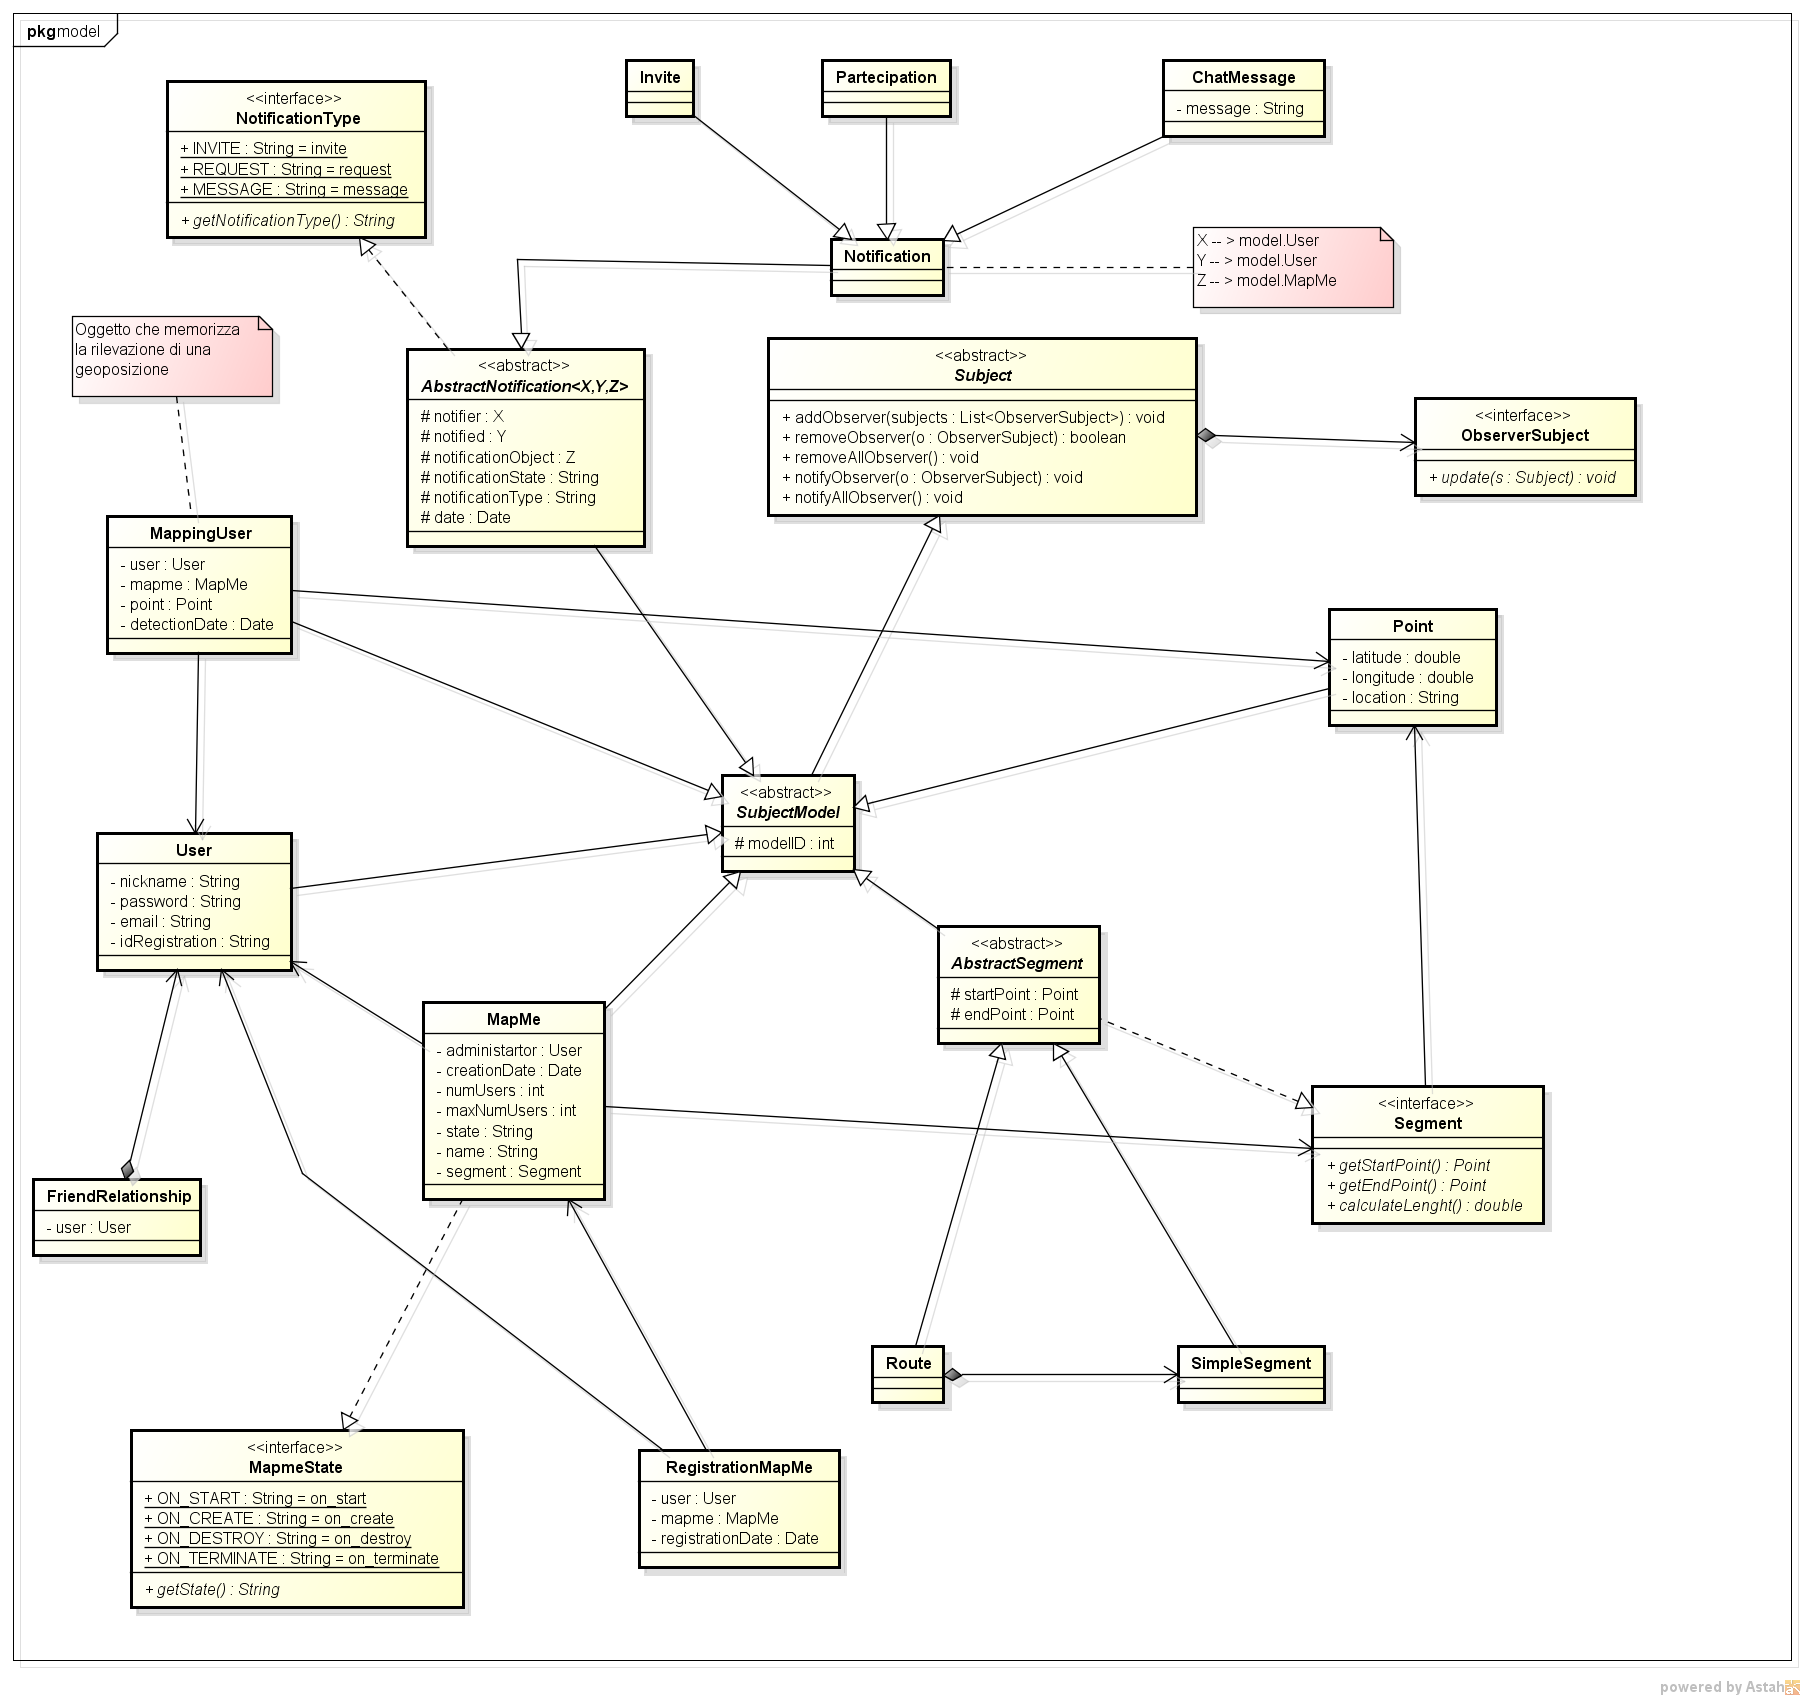 pkg model
Invite
Partecipation
ChatMessage
- message : String
<<interface>>
NotificationType
+ INVITE : String = invite
+ REQUEST : String = request
+ MESSAGE : String = message
+ getNotificationType() : String
Notification
X -- > model.User
Y -- > model.User
Z -- > model.MapMe
Oggetto che memorizza
la rilevazione di una
geoposizione
<<abstract>>
AbstractNotification<X,Y,Z>
# notifier : X
# notified : Y
# notificationObject : Z
# notificationState : String
# notificationType : String
# date : Date
<<abstract>>
Subject
+ addObserver(subjects : List<ObserverSubject>) : void
+ removeObserver(o : ObserverSubject) : boolean
+ removeAllObserver() : void
+ notifyObserver(o : ObserverSubject) : void
+ notifyAllObserver() : void
<<interface>>
ObserverSubject
+ update(s : Subject) : void
MappingUser
- user : User
- mapme : MapMe
- point : Point
- detectionDate : Date
Point
- latitude : double
- longitude : double
- location : String
<<abstract>>
SubjectModel
# modelID : int
User
- nickname : String
- password : String
- email : String
- idRegistration : String
<<abstract>>
AbstractSegment
# startPoint : Point
# endPoint : Point
MapMe
- administartor : User
- creationDate : Date
- numUsers : int
- maxNumUsers : int
- state : String
- name : String
- segment : Segment
<<interface>>
Segment
+ getStartPoint() : Point
+ getEndPoint() : Point
+ calculateLenght() : double
FriendRelationship
- user : User
Route
SimpleSegment
<<interface>>
MapmeState
+ ON_START : String = on_start
+ ON_CREATE : String = on_create
+ ON_DESTROY : String = on_destroy
+ ON_TERMINATE : String = on_terminate
+ getState() : String
RegistrationMapMe
- user : User
- mapme : MapMe
- registrationDate : Date
powered by Astah